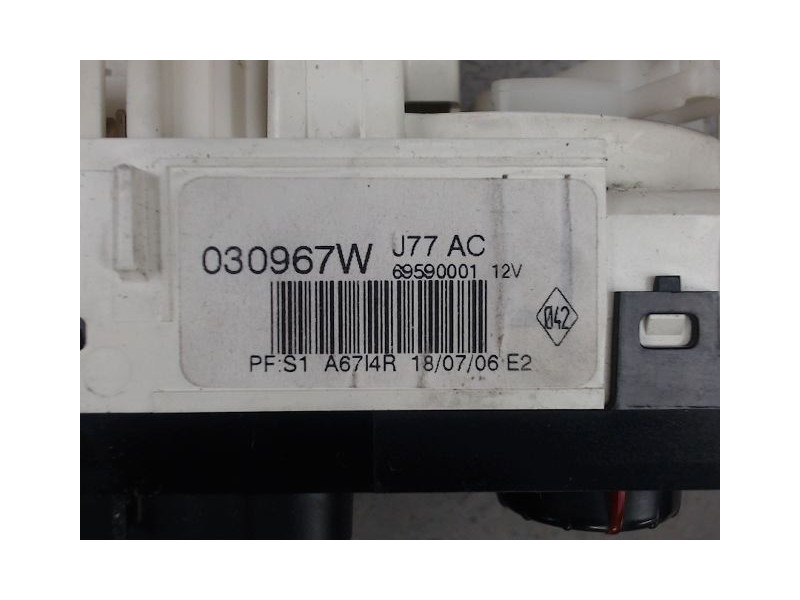 030967W J77 AC
69590001 12V
042
PF:S1 A67I4R 18/07/06 E2